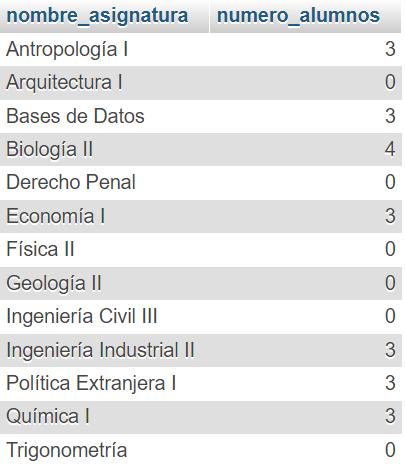 nombre_asignatura numero_alumnos
Antropología I 3
Arquitectura I 0
Bases de Datos 3
Biología II 4
Derecho Penal 0
Economía I 3
Física II 0
Geología II 0
Ingeniería Civil III 0
Ingeniería Industrial II 3
Política Extranjera I 3
Química I 3
Trigonometría 0